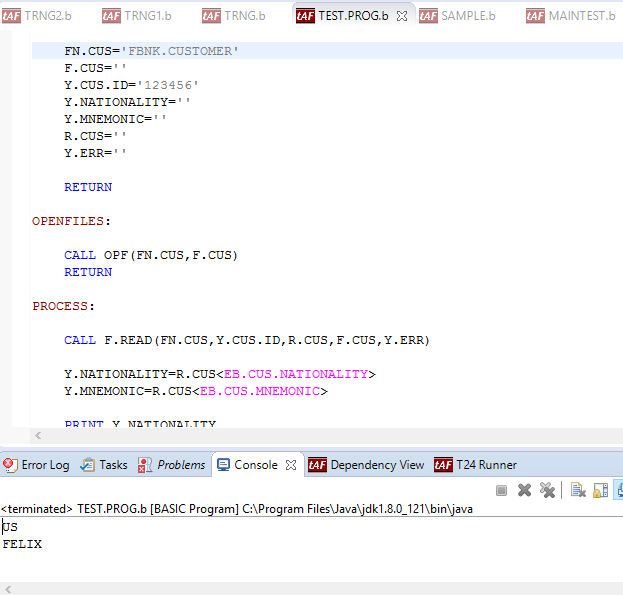 TRNG2.b TRNG1.b TRNG.b TEST.PROG.b SAMPLE.b MAINTEST.b
FN.CUS='FBNK.CUSTOMER'
F.CUS=''
Y.CUS.ID='123456'
Y.NATIONALITY=''
Y.MNEMONIC=''
R.CUS=''
Y.ERR=''
RETURN
OPENFILES:
CALL OPF(FN.CUS,F.CUS)
RETURN
PROCESS:
CALL F.READ(FN.CUS,Y.CUS.ID,R.CUS,F.CUS,Y.ERR)
Y.NATIONALITY=R.CUS<EB.CUS.NATIONALITY>
Y.MNEMONIC=R.CUS<EB.CUS.MNEMONIC>
PRINT Y.NATIONALITY
Error Log Tasks Problems Console tAF Dependency View tAF T24 Runner
<terminated> TEST.PROG.b [BASIC Program] C:\Program Files\Java\jdk1.8.0_121\bin\java
US
FELIX